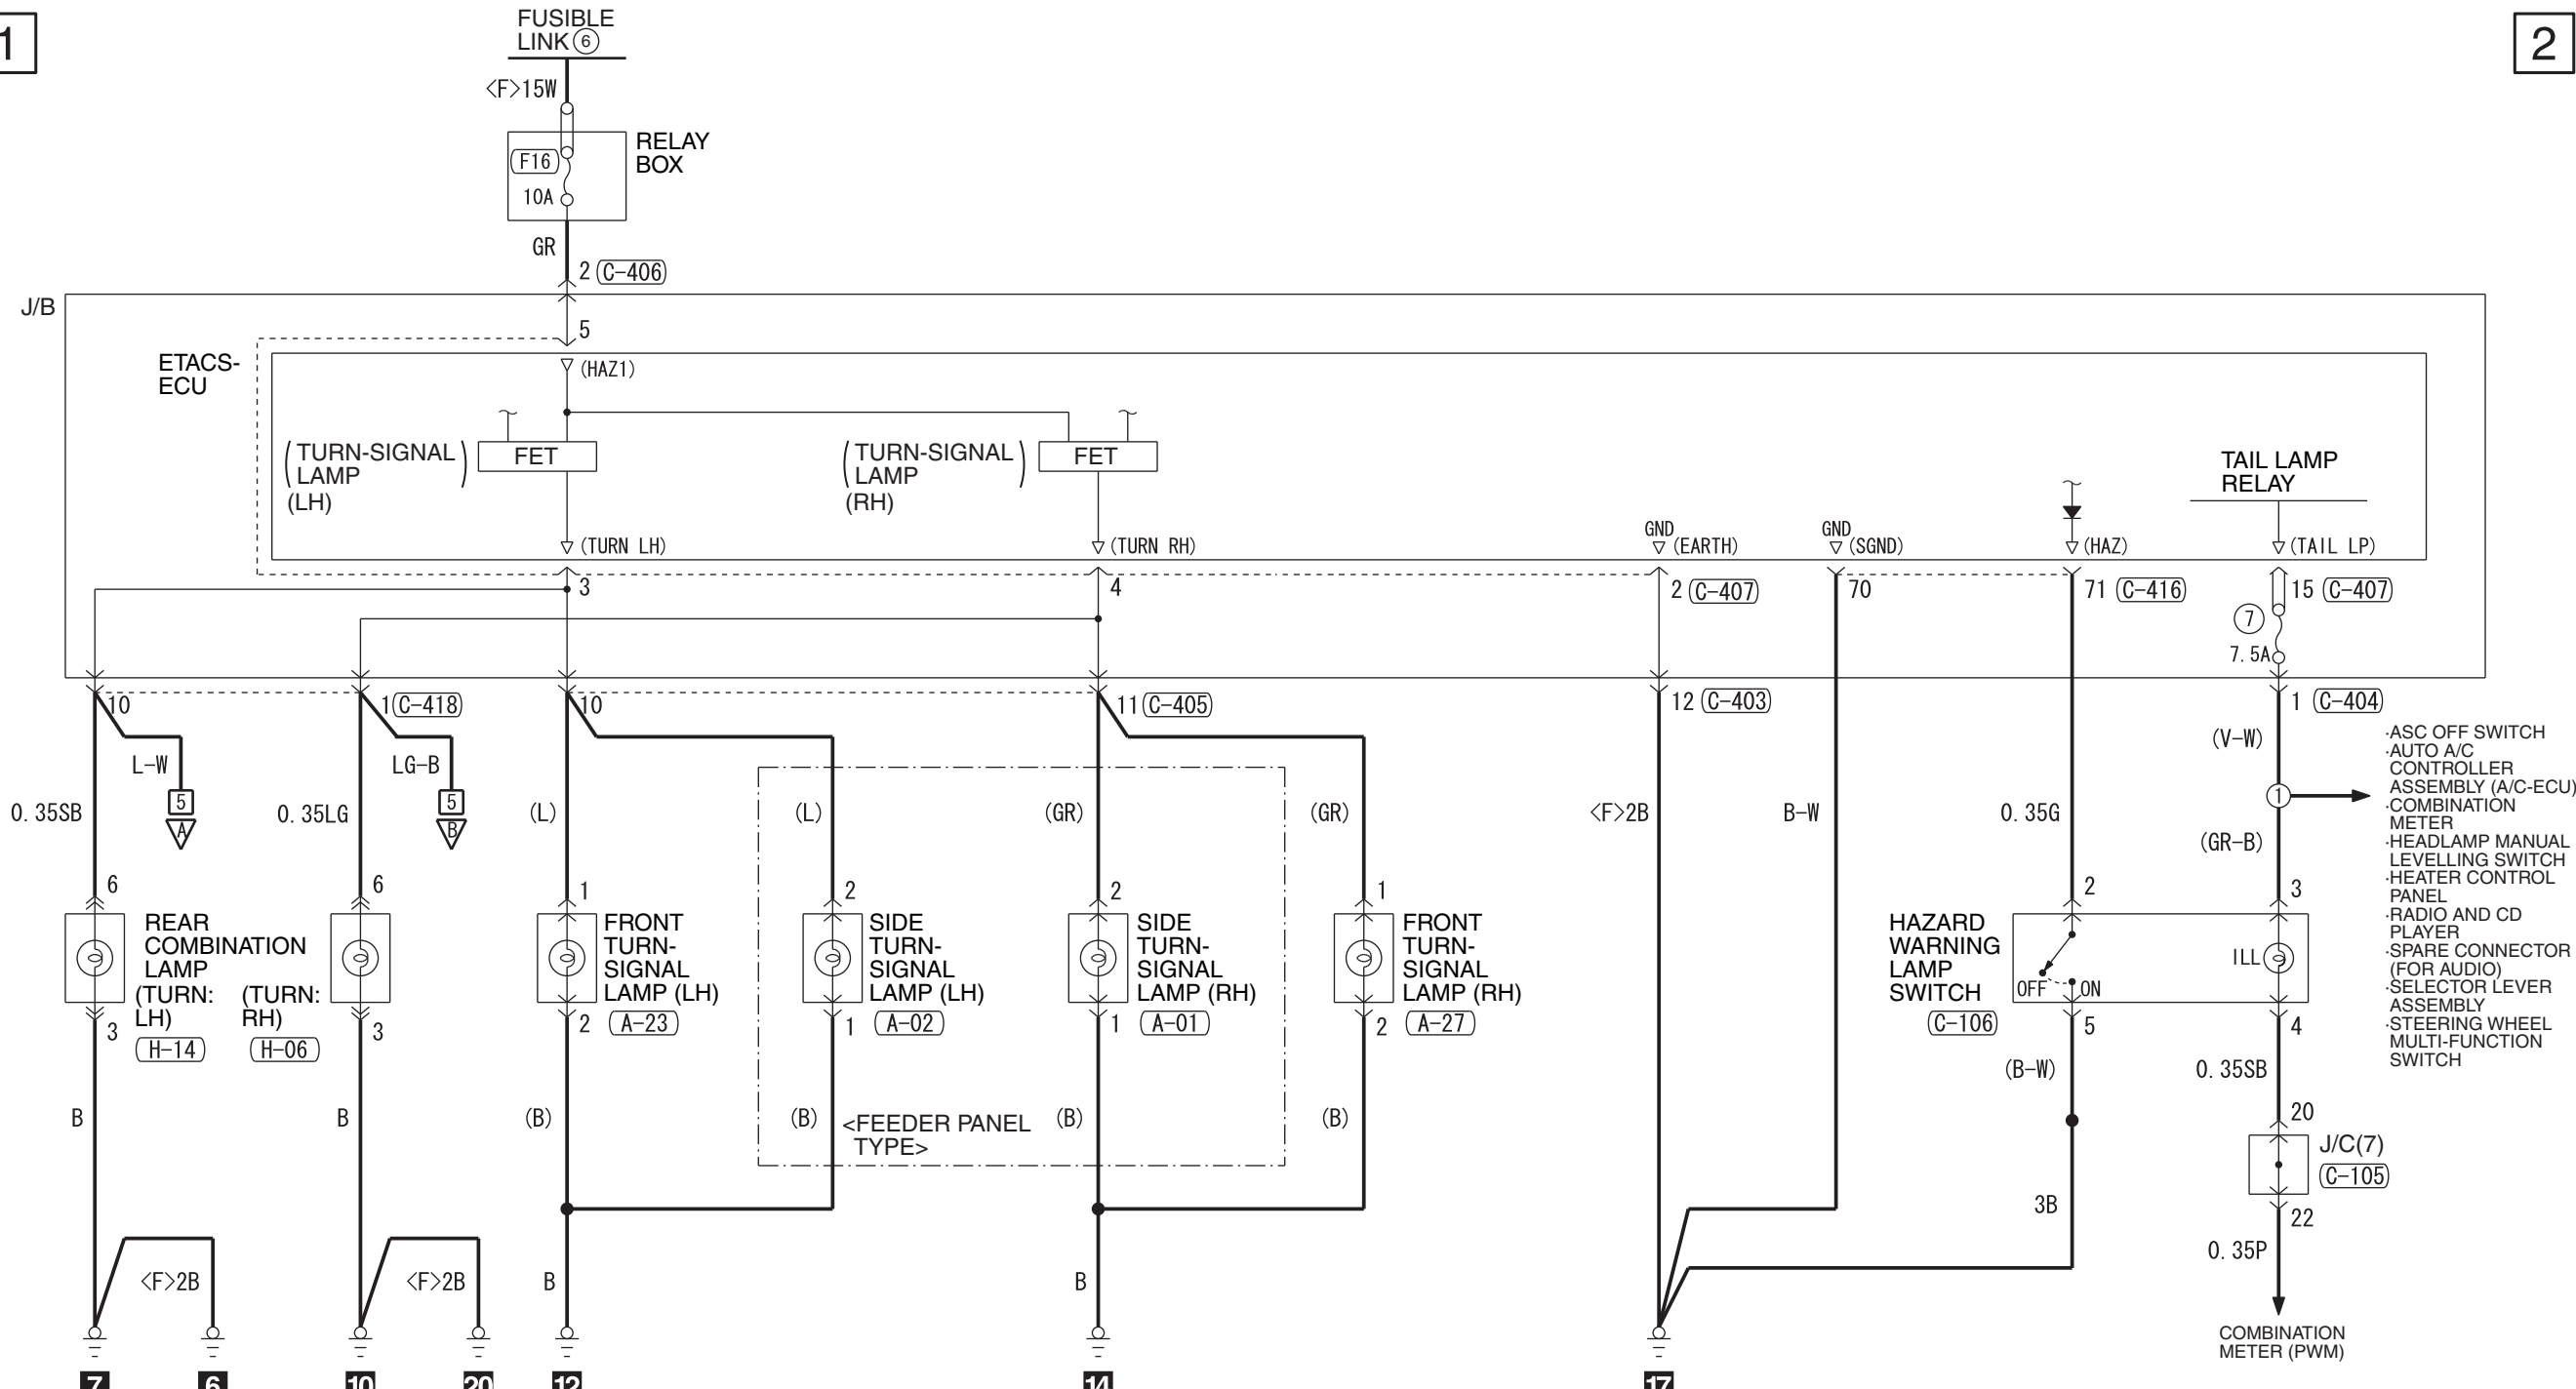 1
2
FUSIBLE
LINK 6
<F>15W
RELAY
BOX
F16
10A
GR
2 C-406
J/B
5
ETACS-
ECU
(HAZ1)
(TURN-SIGNAL
LAMP)
(LH)
FET
(TURN-SIGNAL
LAMP)
(RH)
FET
TAIL LAMP
RELAY
(TURN LH)
(TURN RH)
GND
(EARTH)
GND
(SGND)
(HAZ)
(TAIL LP)
3
4
2 C-407
70
71 C-416
15 C-407
7
7.5A
10
1 C-418
10
11 C-405
12 C-403
1 C-404
L-W
5
A
LG-B
5
B
0.35SB
0.35LG
(L)
(L)
(GR)
(GR)
<F>2B
B-W
0.35G
(V-W)
1
(GR-B)
·ASC OFF SWITCH
·AUTO A/C
CONTROLLER
ASSEMBLY (A/C-ECU)
·COMBINATION
METER
·HEADLAMP MANUAL
LEVELLING SWITCH
·HEATER CONTROL
PANEL
·RADIO AND CD
PLAYER
·SPARE CONNECTOR
(FOR AUDIO)
·SELECTOR LEVER
ASSEMBLY
·STEERING WHEEL
MULTI-FUNCTION
SWITCH
6
6
1
2
2
1
2
3
REAR
COMBINATION
LAMP
(TURN:
LH)
H-14
(TURN:
RH)
H-06
FRONT
TURN-
SIGNAL
LAMP (LH)
A-23
SIDE
TURN-
SIGNAL
LAMP (LH)
A-02
SIDE
TURN-
SIGNAL
LAMP (RH)
A-01
FRONT
TURN-
SIGNAL
LAMP (RH)
A-27
HAZARD
WARNING
LAMP
SWITCH
C-106
OFF
ON
ILL
3
3
2
1
1
2
5
4
(B-W)
0.35SB
B
B
(B)
(B)
<FEEDER PANEL
TYPE>
(B)
(B)
20
J/C(7)
C-105
22
3B
0.35P
<F>2B
<F>2B
B
B
COMBINATION
METER (PWM)
7
6
10
20
12
14
17